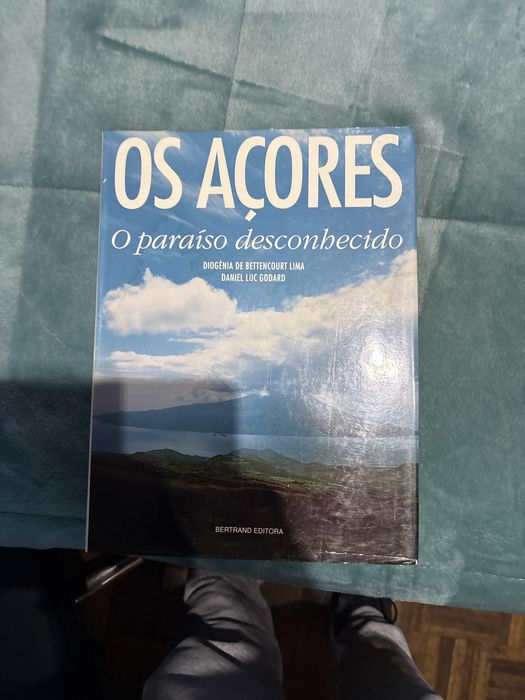 OS AÇORES
O paraíso desconhecido
DIOGÉNIA DE BETTENCOURT LIMA
DANIEL LUC GODARD
BERTRAND EDITORA